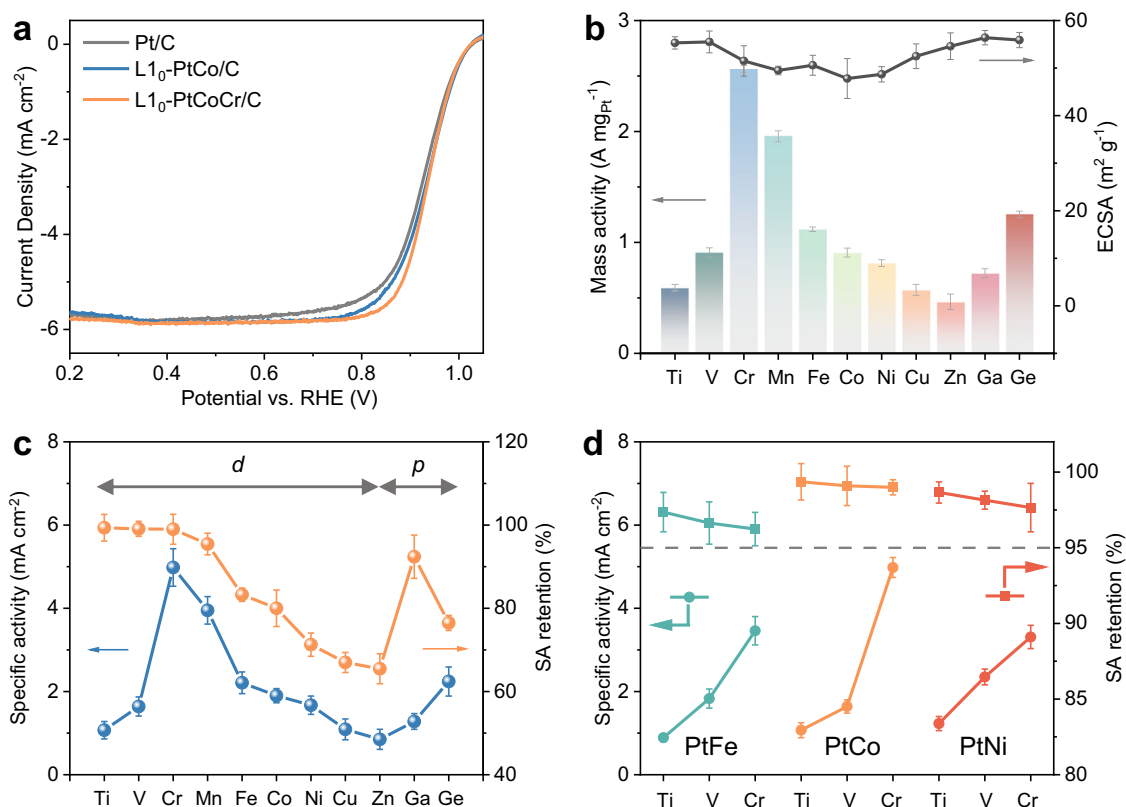 a
Pt/C
L1₀-PtCo/C
L1₀-PtCoCr/C
Current Density (mA cm⁻²)
0
-2
-4
-6
0.2 0.4 0.6 0.8 1.0
Potential vs. RHE (V)
b
Mass activity (A mg_Pt⁻¹)
3
2
1
0
ECSA (m² g⁻¹)
60
40
20
0
Ti V Cr Mn Fe Co Ni Cu Zn Ga Ge
c
d p
Specific activity (mA cm⁻²)
8
6
4
2
0
SA retention (%)
120
100
80
60
40
Ti V Cr Mn Fe Co Ni Cu Zn Ga Ge
d
Specific activity (mA cm⁻²)
8
6
4
2
0
PtFe PtCo PtNi
SA retention (%)
100
95
90
85
80
Ti V Cr Ti V Cr Ti V Cr